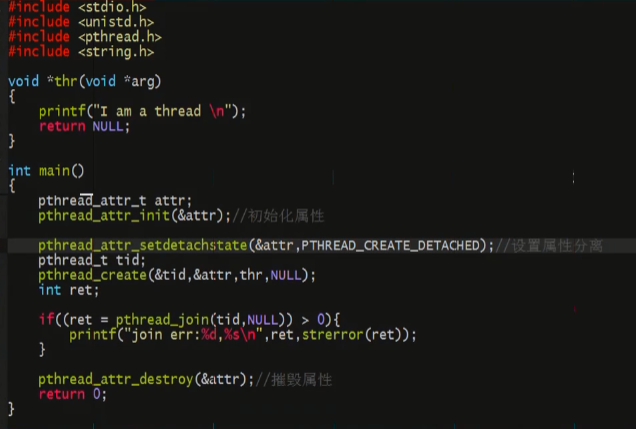 #include <stdio.h>
#include <unistd.h>
#include <pthread.h>
#include <string.h>
void *thr(void *arg)
{
printf("I am a thread \n");
return NULL;
}
int main()
{
pthread_attr_t attr;
pthread_attr_init(&attr);//初始化属性
pthread_attr_setdetachstate(&attr,PTHREAD_CREATE_DETACHED);//设置属性分离
pthread_t tid;
pthread_create(&tid,&attr,thr,NULL);
int ret;
if((ret = pthread_join(tid,NULL)) > 0){
printf("join err:%d,%s\n",ret,strerror(ret));
}
pthread_attr_destroy(&attr);//摧毁属性
return 0;
}